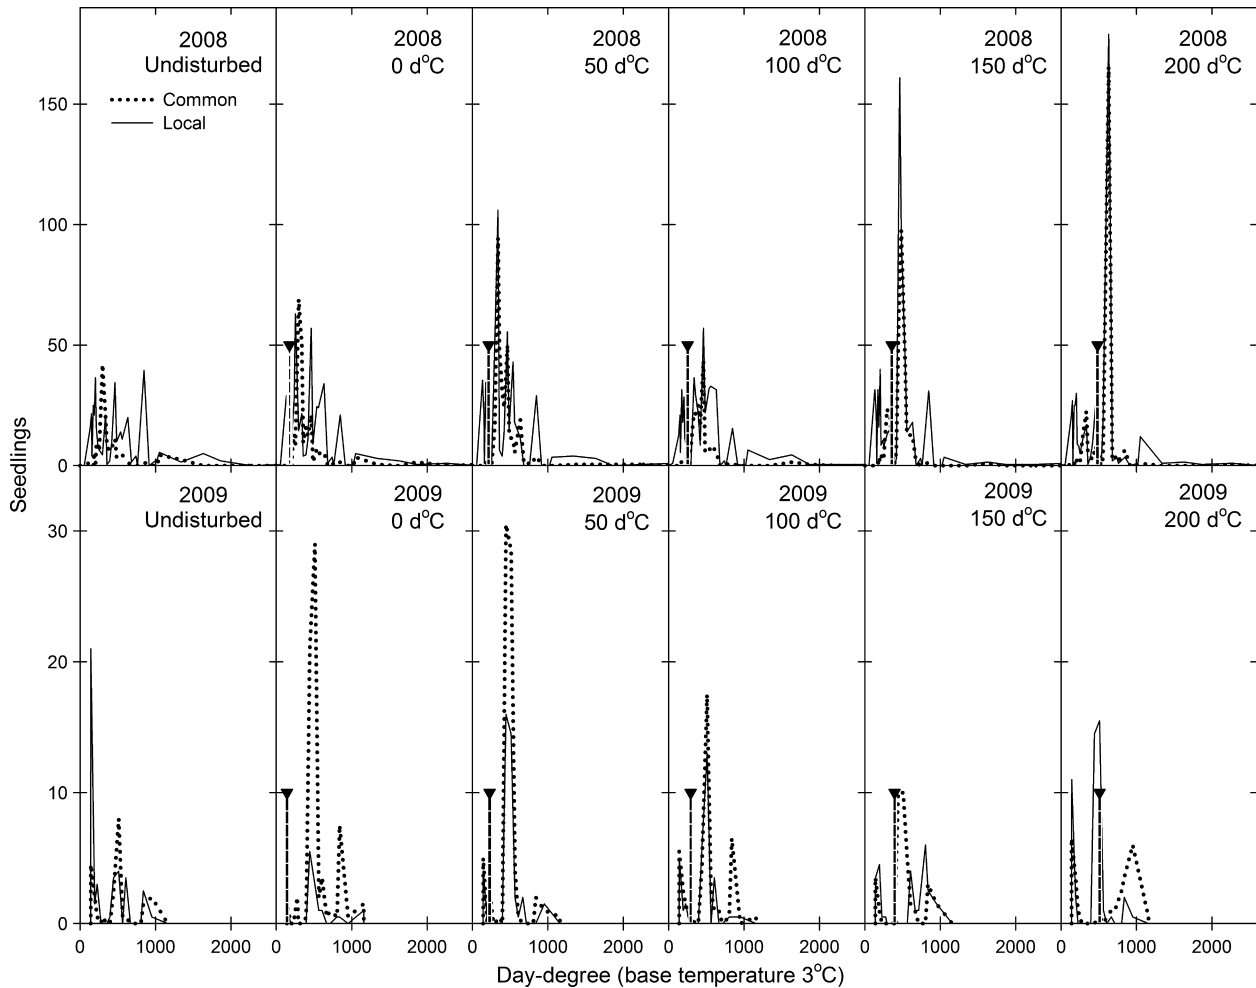 2008 2008 2008 2008 2008 2008
Undisturbed 0 d°C 50 d°C 100 d°C 150 d°C 200 d°C
Common
Local
150
100
50
0
Seedlings
2009 2009 2009 2009 2009 2009
Undisturbed 0 d°C 50 d°C 100 d°C 150 d°C 200 d°C
30
20
10
0
0 1000 2000 0 1000 2000 0 1000 2000 0 1000 2000 0 1000 2000 0 1000 2000
Day-degree (base temperature 3°C)